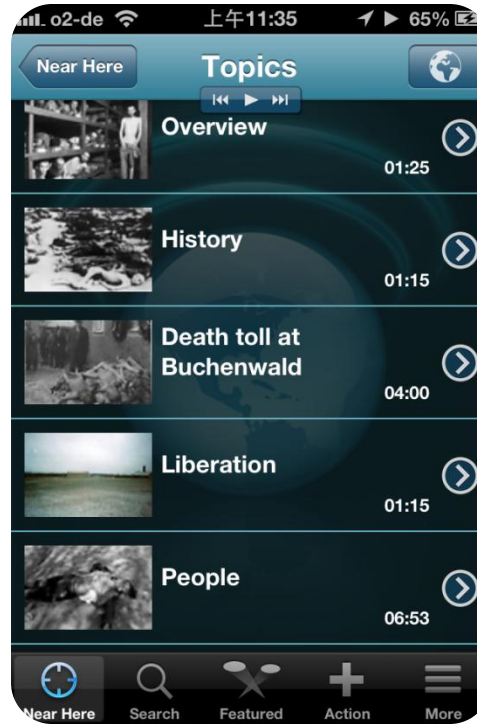 o2-de 上午11:35 65%
Near Here Topics
Overview
01:25
History
01:15
Death toll at
Buchenwald
04:00
Liberation
01:15
People
06:53
Near Here Search Featured Action More